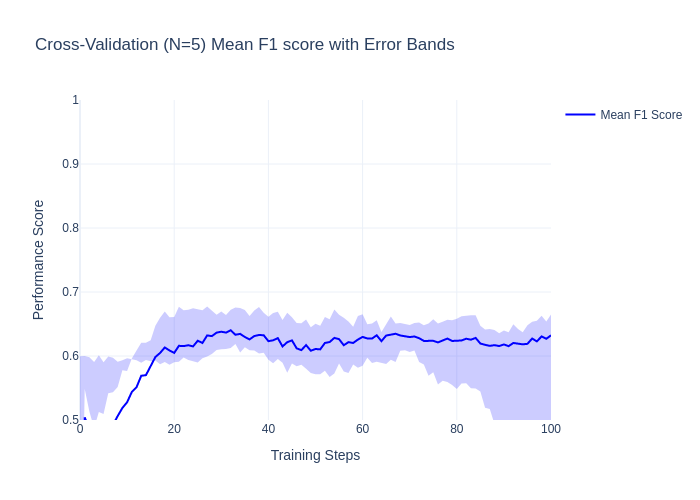 Cross-Validation (N=5) Mean F1 score with Error Bands
Mean F1 Score
Performance Score
1
0.9
0.8
0.7
0.6
0.5
0 20 40 60 80 100
Training Steps